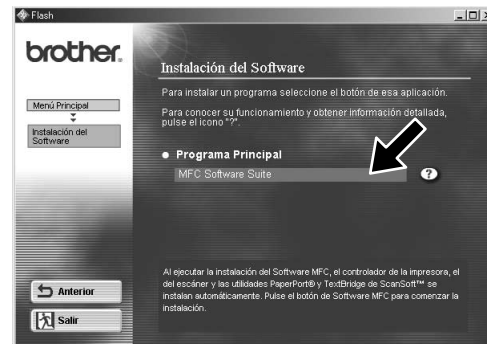 Flash
brother.
Instalación del Software
Para instalar un programa seleccione el botón de esa aplicación.
Para conocer su funcionamiento y obtener información detallada,
pulse el icono "?".
Menú Principal
Instalación del
Software
Programa Principal
MFC Software Suite
?
Al ejecutar la instalación del Software MFC, el controlador de la impresora, el
del escáner y las utilidades PaperPort® y TextBridge de ScanSoft™ se
instalan automáticamente. Pulse el botón de Software MFC para comenzar la
instalación.
Anterior
Salir